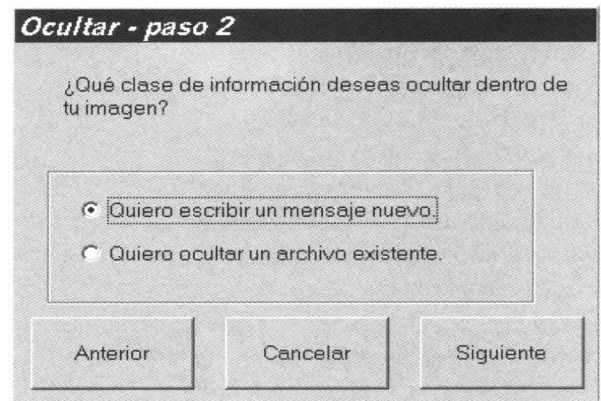 Ocultar - paso 2
¿Qué clase de información deseas ocultar dentro de
tu imagen?
Quiero escribir un mensaje nuevo.
Quiero ocultar un archivo existente.
Anterior
Cancelar
Siguiente